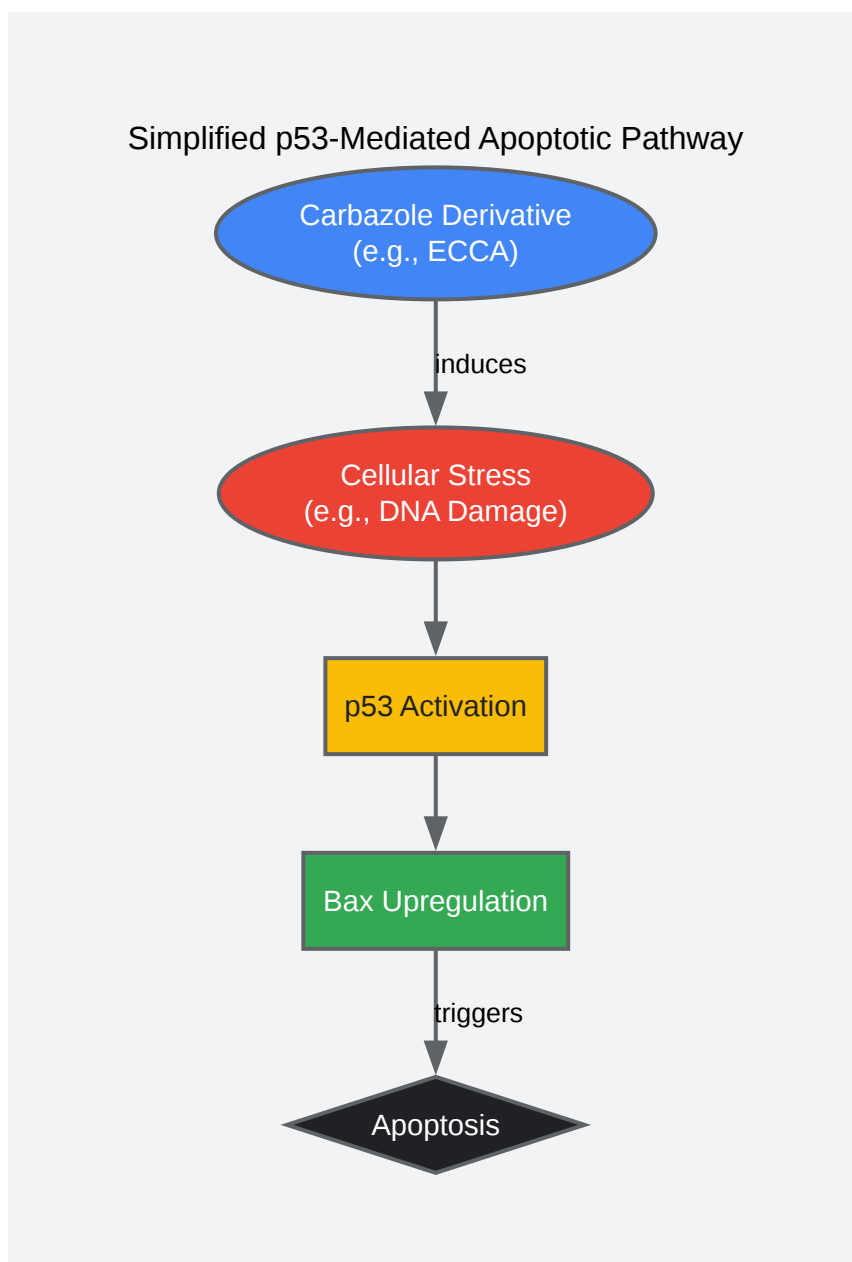 Simplified p53-Mediated Apoptotic Pathway
Carbazole Derivative
(e.g., ECCA)
induces
Cellular Stress
(e.g., DNA Damage)
p53 Activation
Bax Upregulation
triggers
Apoptosis